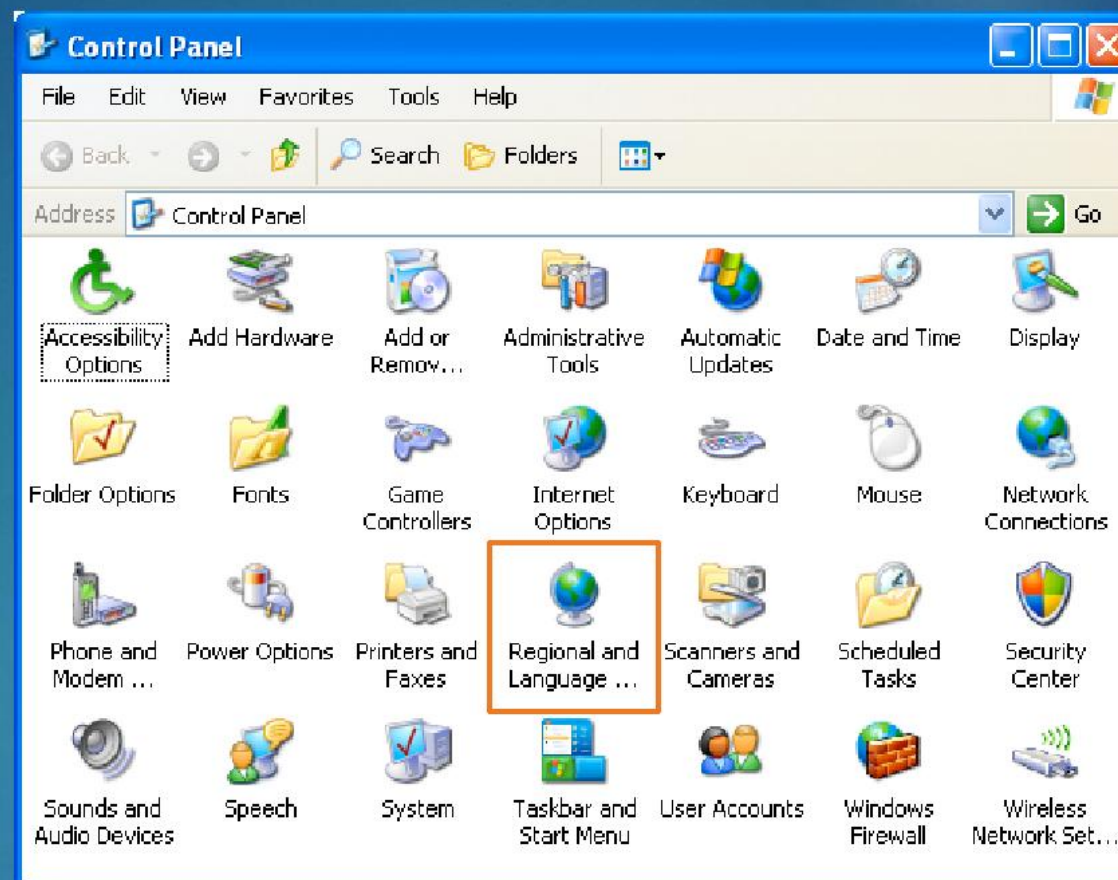 Control Panel
File Edit View Favorites Tools Help
Back Search Folders
Address Control Panel Go
Accessibility Options
Add Hardware
Add or Remov...
Administrative Tools
Automatic Updates
Date and Time
Display
Folder Options
Fonts
Game Controllers
Internet Options
Keyboard
Mouse
Network Connections
Phone and Modem ...
Power Options
Printers and Faxes
Regional and Language ...
Scanners and Cameras
Scheduled Tasks
Security Center
Sounds and Audio Devices
Speech
System
Taskbar and Start Menu
User Accounts
Windows Firewall
Wireless Network Set...